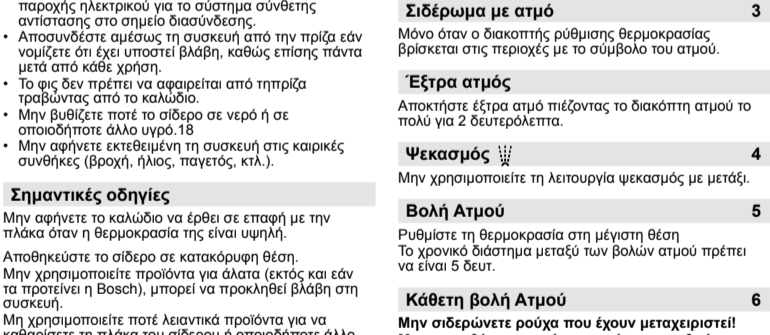 παροχής ηλεκτρικού για το σύστημα σύνθετης
αντίστασης στο σημείο διασύνδεσης.
• Αποσυνδέστε αμέσως τη συσκευή από την πρίζα εάν
νομίζετε ότι έχει υποστεί βλάβη, καθώς επίσης πάντα
μετά από κάθε χρήση.
• Το φις δεν πρέπει να αφαιρείται από τηπρίζα
τραβώντας από το καλώδιο.
• Μην βυθίζετε ποτέ το σίδερο σε νερό ή σε
οποιοδήποτε άλλο υγρό.18
• Μην αφήνετε εκτεθειμένη τη συσκευή στις καιρικές
συνθήκες (βροχή, ήλιος, παγετός, κτλ.).
Σημαντικές οδηγίες
Μην αφήνετε το καλώδιο να έρθει σε επαφή με την
πλάκα όταν η θερμοκρασία της είναι υψηλή.
Αποθηκεύστε το σίδερο σε κατακόρυφη θέση.
Μην χρησιμοποιείτε προϊόντα για άλατα (εκτός και εάν
τα προτείνει η Bosch), μπορεί να προκληθεί βλάβη στη
συσκευή.
Μη χρησιμοποιείτε ποτέ λειαντικά προϊόντα για να
καθαρίσετε τη πλάκα του σίδερου ή οποιοδήποτε άλλο
Σιδέρωμα με ατμό 3
Μόνο όταν ο διακοπτής ρύθμισης θερμοκρασίας
βρίσκεται στις περιοχές με το σύμβολο του ατμού.
Έξτρα ατμός
Αποκτήστε έξτρα ατμό πιέζοντας το διακόπτη ατμού το
πολύ για 2 δευτερόλεπτα.
Ψεκασμός 4
Μην χρησιμοποιείτε τη λειτουργία ψεκασμός με μετάξι.
Βολή Ατμού 5
Ρυθμίστε τη θερμοκρασία στη μέγιστη θέση
Το χρονικό διάστημα μεταξύ των βολών ατμού πρέπει
να είναι 5 δευτ.
Κάθετη βολή Ατμού 6
Μην σιδερώνετε ρούχα που έχουν μεταχειριστεί!